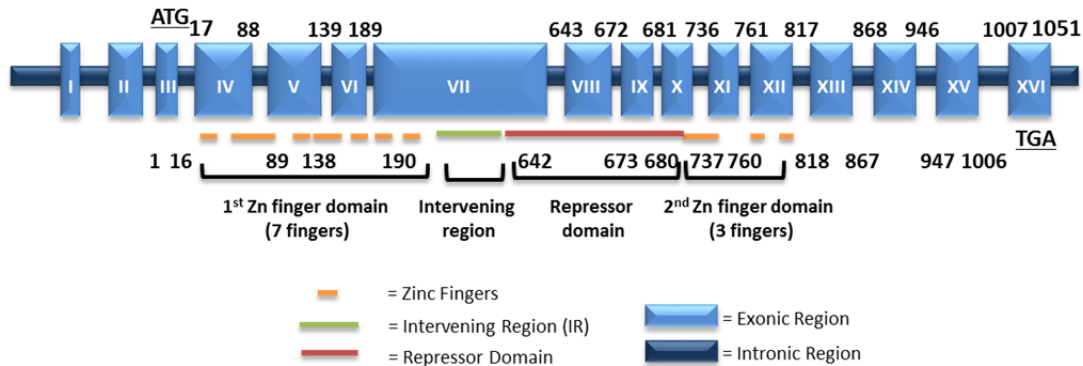 ATG
17 88 139 189 643 672 681 736 761 817 868 946 1007 1051
I II III IV V VI VII VIII IX X XI XII XIII XIV XV XVI
TGA
1 16 89 138 190 642 673 680 737 760 818 867 947 1006
1st Zn finger domain
(7 fingers)
Intervening
region
Repressor
domain
2nd Zn finger domain
(3 fingers)
= Zinc Fingers
= Intervening Region (IR)
= Repressor Domain
= Exonic Region
= Intronic Region